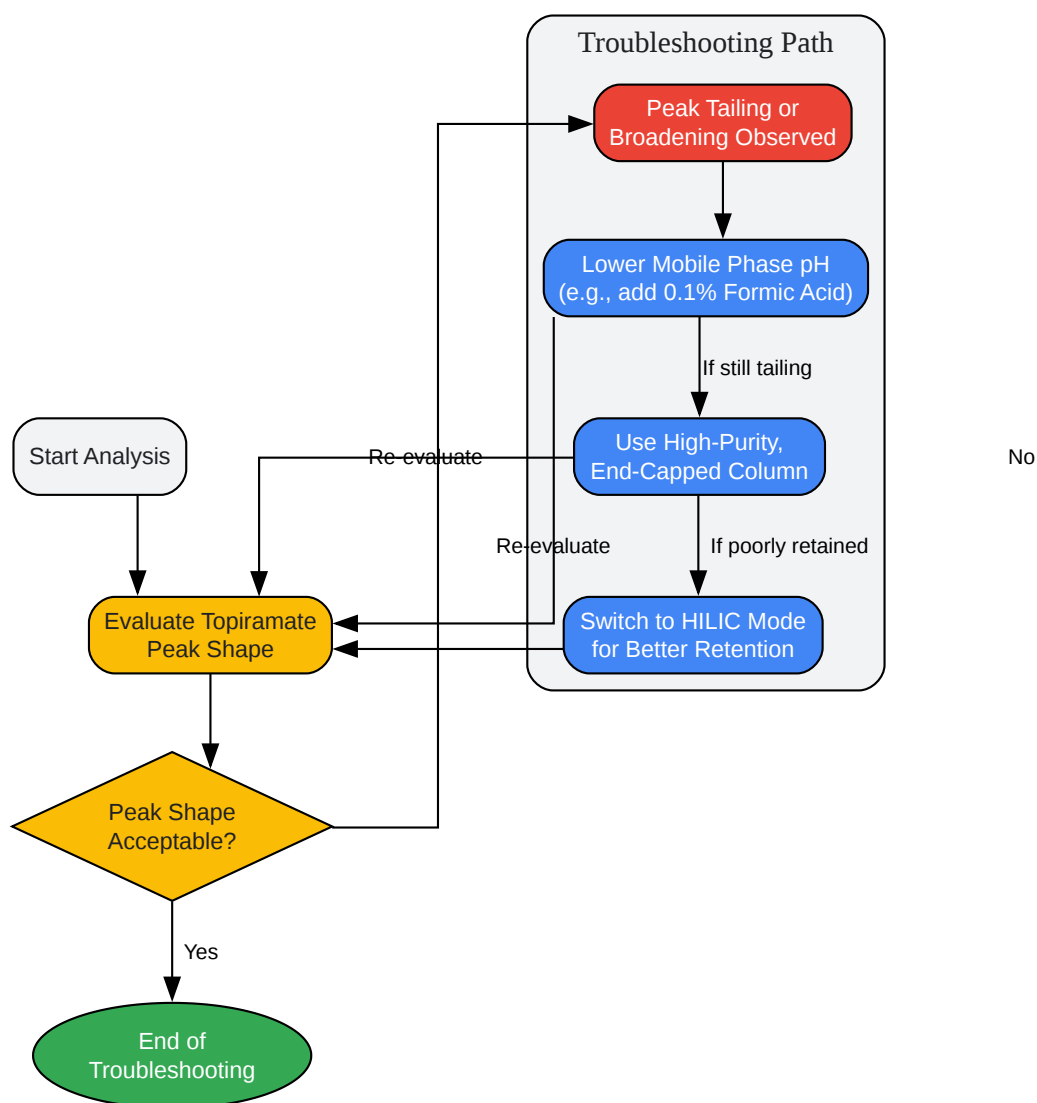 Troubleshooting Path
Peak Tailing or
Broadening Observed
Lower Mobile Phase pH
(e.g., add 0.1% Formic Acid)
If still tailing
Start Analysis
Re-evaluate
Use High-Purity,
End-Capped Column
No
Re-evaluate
If poorly retained
Evaluate Topiramate
Peak Shape
Switch to HILIC Mode
for Better Retention
Peak Shape
Acceptable?
Yes
End of
Troubleshooting